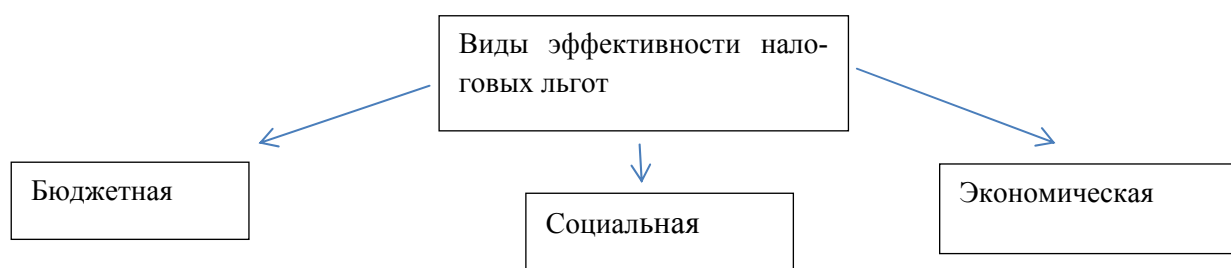 Виды эффективности нало-
говых льгот
Бюджетная
Социальная
Экономическая